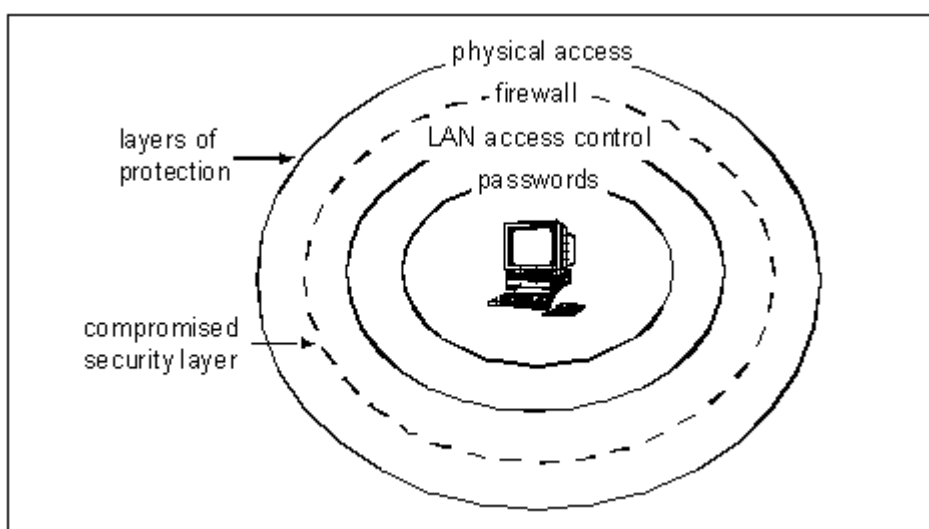 physical access
firewall
LAN access control
passwords
layers of
protection
compromised
security layer